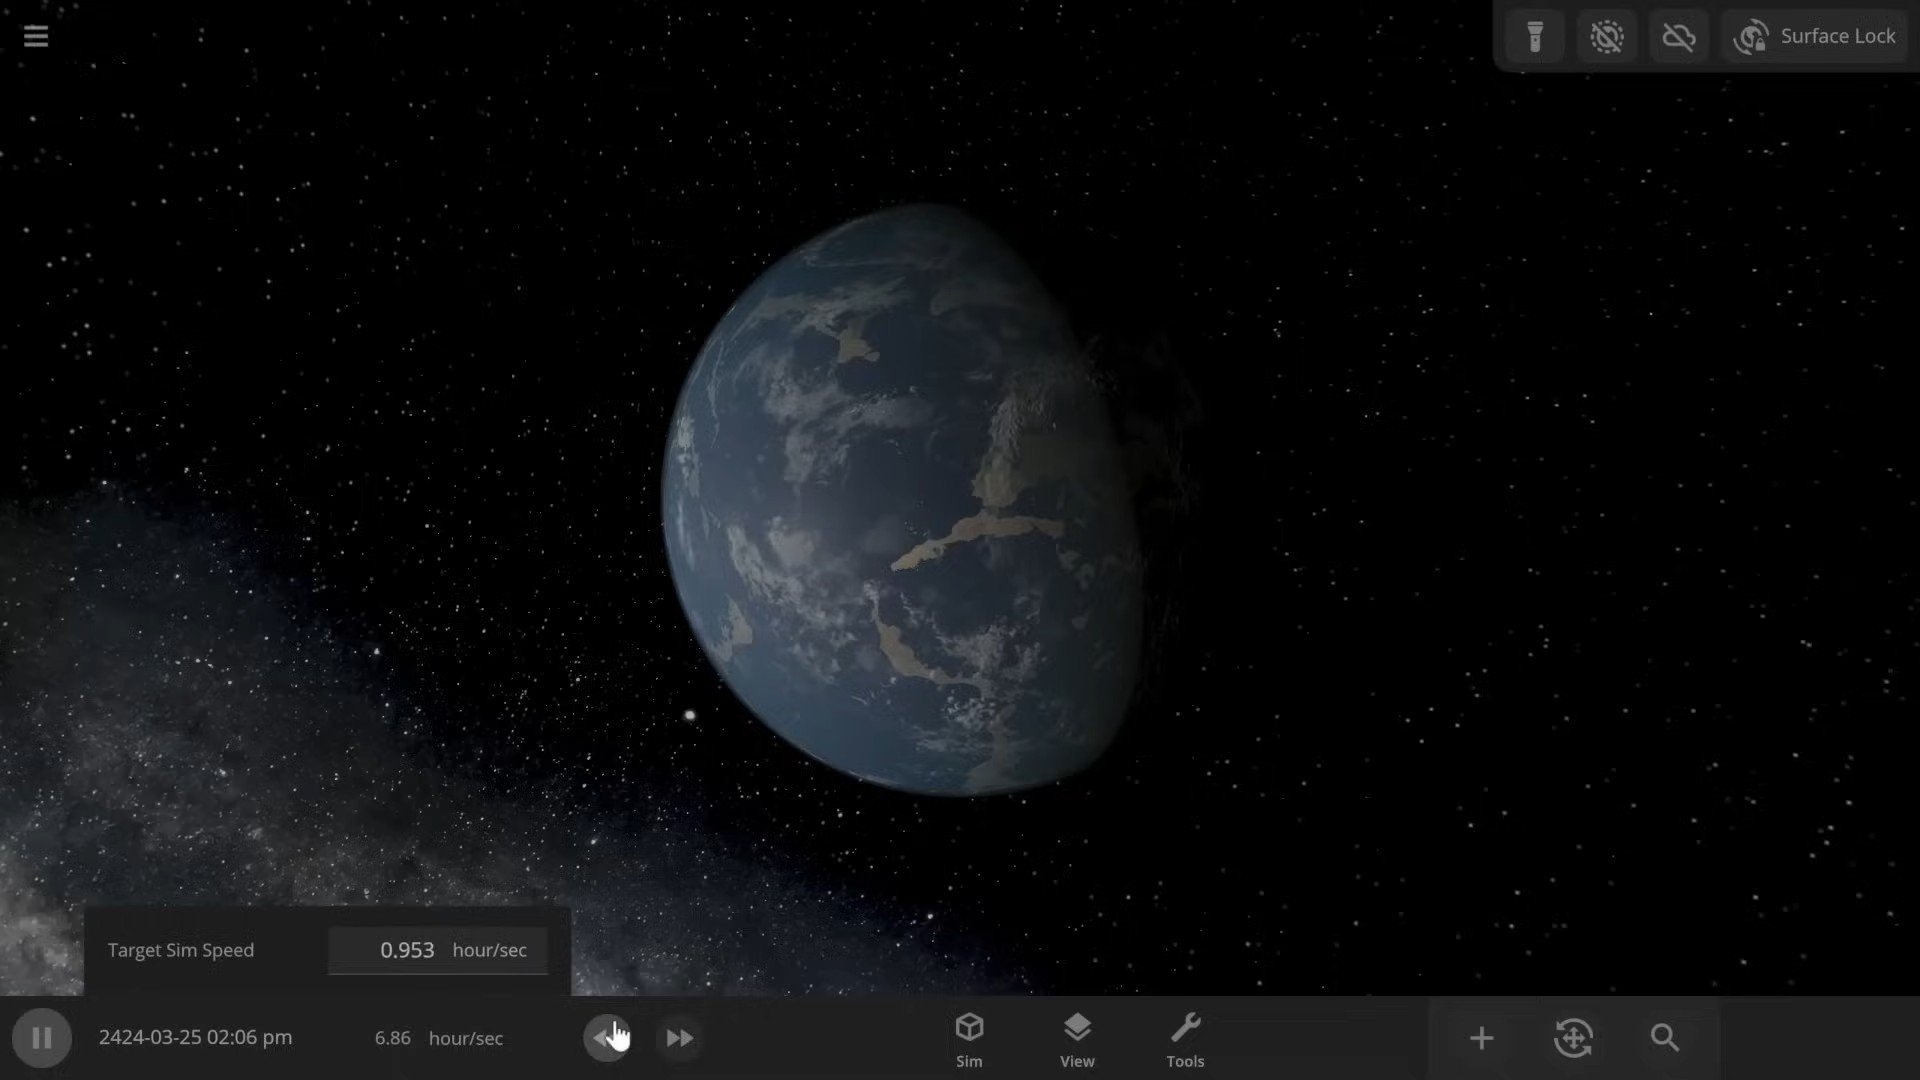 Surface Lock
Target Sim Speed 0.953 hour/sec
2424-03-25 02:06 pm 6.86 hour/sec
Sim View Tools